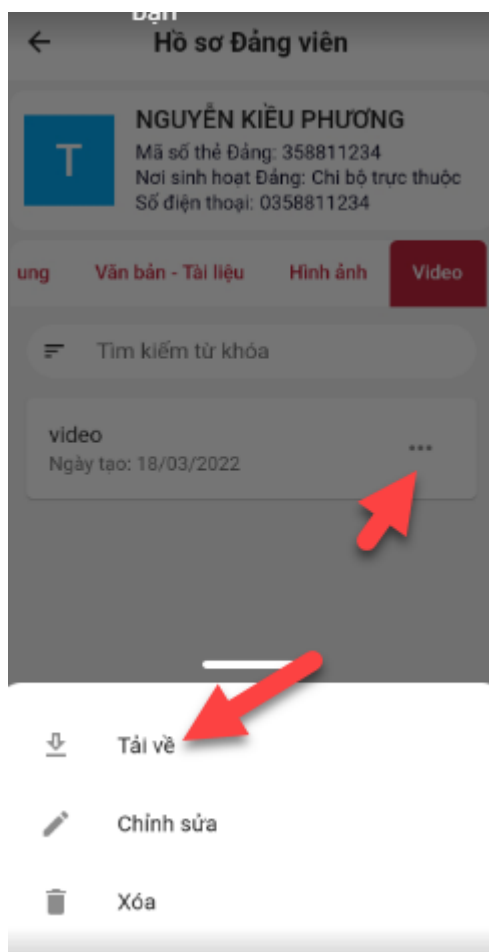 bạn
Hồ sơ Đảng viên
T
NGUYỄN KIỀU PHƯƠNG
Mã số thẻ Đảng: 358811234
Nơi sinh hoạt Đảng: Chi bộ trực thuộc
Số điện thoại: 0358811234
ung Văn bản - Tài liệu Hình ảnh Video
Tìm kiếm từ khóa
video
Ngày tạo: 18/03/2022
Tải về
Chỉnh sửa
Xóa